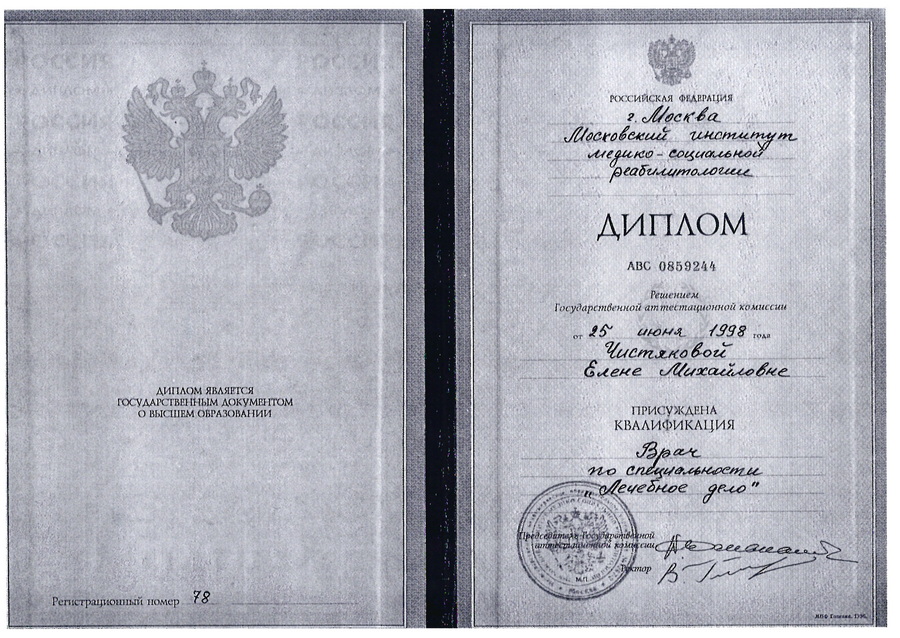 ДИПЛОМ ЯВЛЯЕТСЯ
ГОСУДАРСТВЕННЫМ ДОКУМЕНТОМ
О ВЫСШЕМ ОБРАЗОВАНИИ
Регистрационный номер 78
РОССИЙСКАЯ ФЕДЕРАЦИЯ
г. Москва
Московский институт
медико-социальной
реабилитологии
ДИПЛОМ
АВС 0859244
Решением
Государственной аттестационной комиссии
от 25 июня 1998 года
Чистяковой
Елене Михайловне
ПРИСУЖДЕНА
КВАЛИФИКАЦИЯ
Врач
по специальности
"Лечебное дело"
Председатель Государственной
аттестационной комиссии
Ректор
М.П.